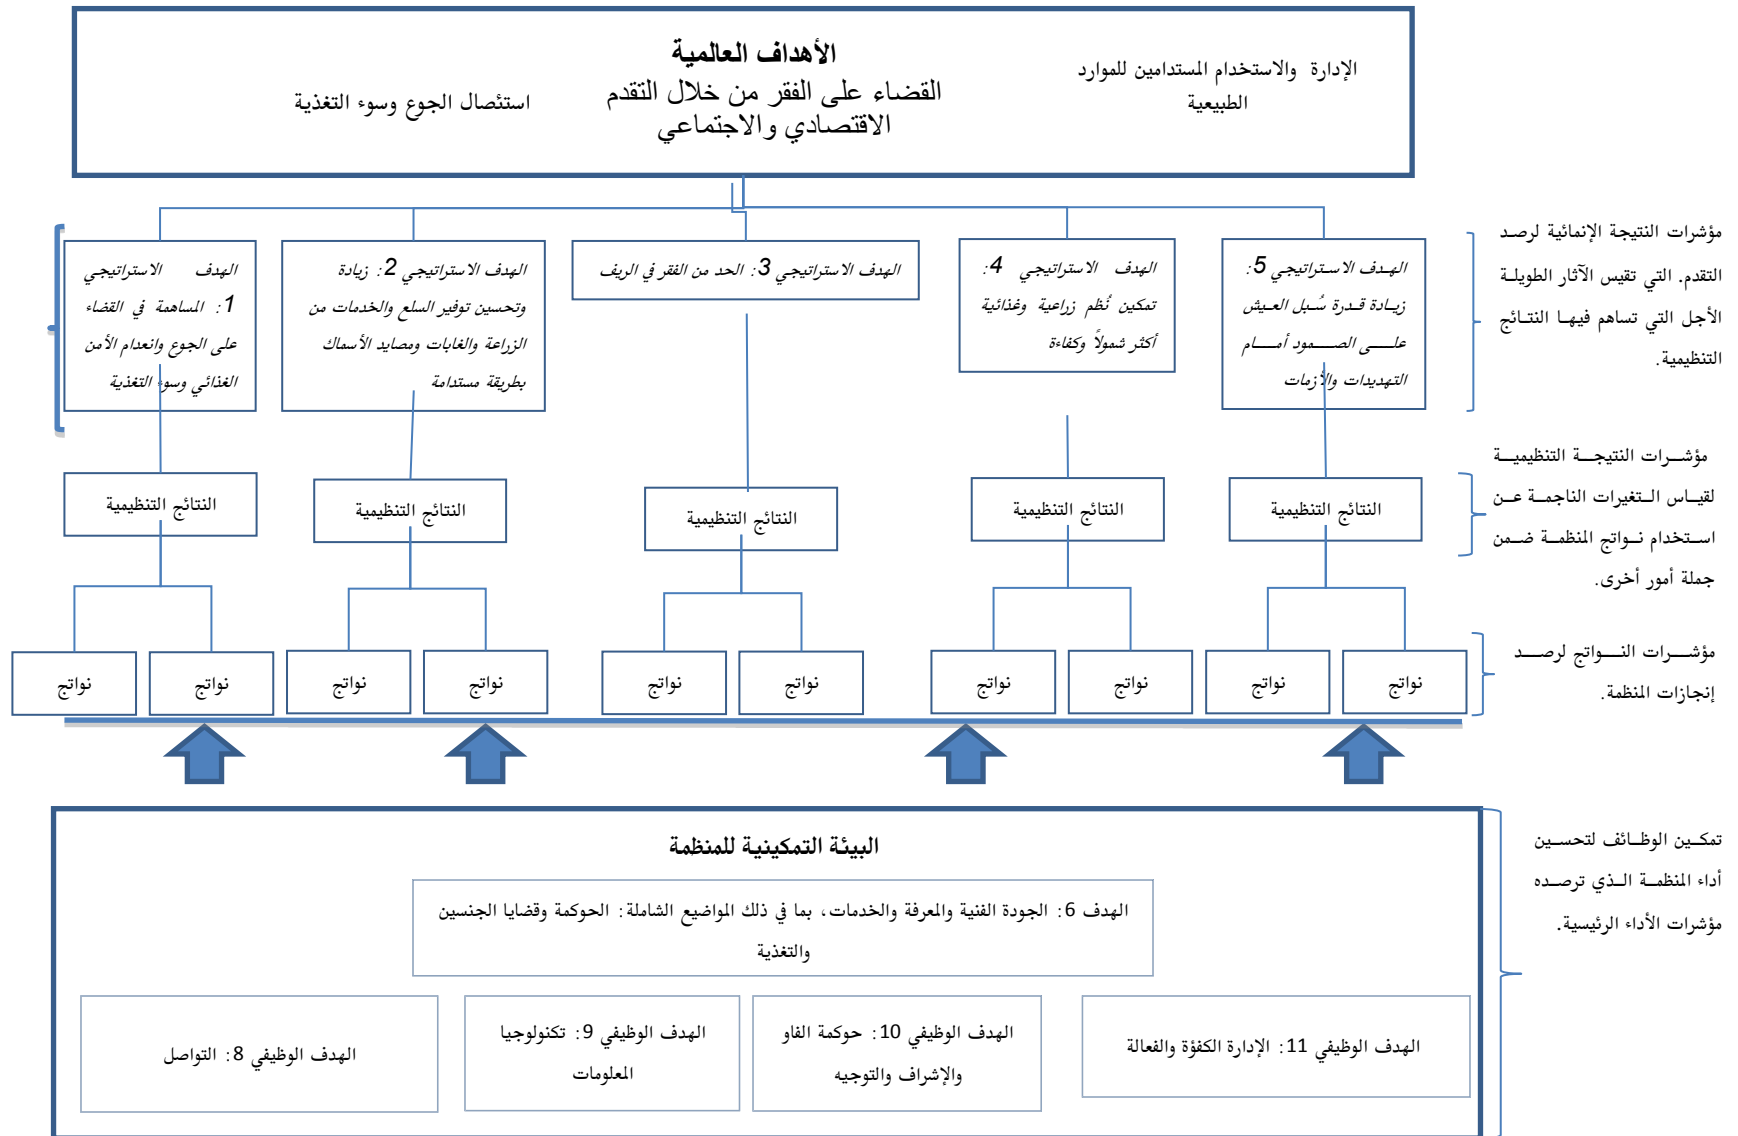 الأهداف العالمية
الإدارة والاستخدام المستدامين للموارد
الطبيعية
القضاء على الفقر من خلال التقدم
الاقتصادي والاجتماعي
استئصال الجوع وسوء التغذية
مؤشرات النتيجة الإنمائية لرصد
التقدم. التي تقيس الآثار الطويلة
الأجل التي تساهم فيها النتائج
التنظيمية.
الهدف الاستراتيجي 5:
زيادة قدرة سُبل العيش
على الصمود أمام
التهديدات والأزمات
الهدف الاستراتيجي 4:
تمكين نُظم زراعية وغذائية
أكثر شمولاً وكفاءة
الهدف الاستراتيجي 3: الحد من الفقر في الريف
الهدف الاستراتيجي 2: زيادة
وتحسين توفير السلع والخدمات من
الزراعة والغابات ومصايد الأسماك
بطريقة مستدامة
الهدف الاستراتيجي
1: المساهمة في القضاء
على الجوع وانعدام الأمن
الغذائي وسوء التغذية
مؤشرات النتيجة التنظيمية
لقياس التغيرات الناجمة عن
استخدام نواتج المنظمة ضمن
جملة أمور أخرى.
النتائج التنظيمية
النتائج التنظيمية
النتائج التنظيمية
النتائج التنظيمية
النتائج التنظيمية
مؤشرات النواتج لرصد
إنجازات المنظمة.
نواتج
نواتج
نواتج
نواتج
نواتج
نواتج
نواتج
نواتج
نواتج
نواتج
تمكين الوظائف لتحسين
أداء المنظمة الذي ترصده
مؤشرات الأداء الرئيسية.
البيئة التمكينية للمنظمة
الهدف 6: الجودة الفنية والمعرفة والخدمات، بما في ذلك المواضيع الشاملة: الحوكمة وقضايا الجنسين
والتغذية
الهدف الوظيفي 11: الإدارة الكفؤة والفعالة
الهدف الوظيفي 10: حوكمة الفاو
والإشراف والتوجيه
الهدف الوظيفي 9: تكنولوجيا
المعلومات
الهدف الوظيفي 8: التواصل